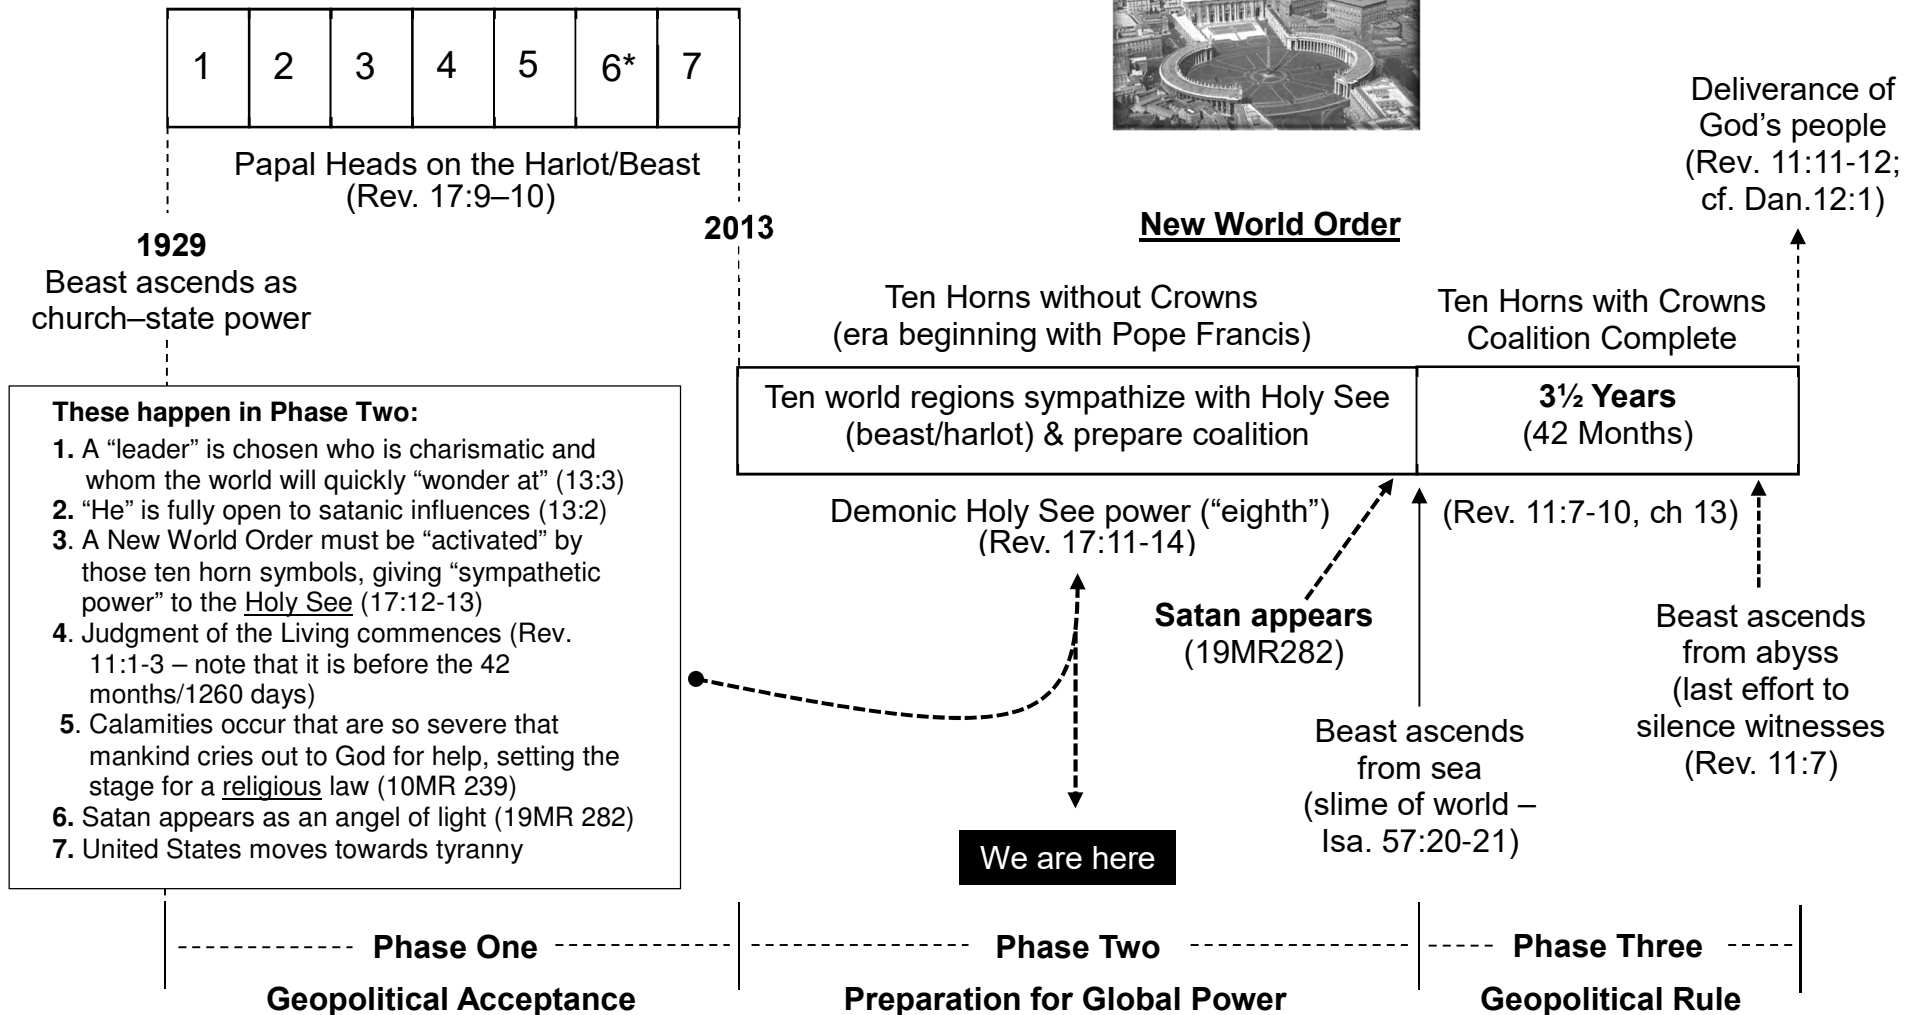 1 2 3 4 5 6* 7
Papal Heads on the Harlot/Beast
(Rev. 17:9–10)
1929
Beast ascends as
church–state power
2013
New World Order
Deliverance of
God’s people
(Rev. 11:11-12;
cf. Dan.12:1)
Ten Horns without Crowns
(era beginning with Pope Francis)
Ten Horns with Crowns
Coalition Complete
Ten world regions sympathize with Holy See
(beast/harlot) & prepare coalition
3½ Years
(42 Months)
These happen in Phase Two:
1. A “leader” is chosen who is charismatic and
whom the world will quickly “wonder at” (13:3)
2. “He” is fully open to satanic influences (13:2)
3. A New World Order must be “activated” by
those ten horn symbols, giving “sympathetic
power” to the Holy See (17:12-13)
4. Judgment of the Living commences (Rev.
11:1-3 – note that it is before the 42
months/1260 days)
5. Calamities occur that are so severe that
mankind cries out to God for help, setting the
stage for a religious law (10MR 239)
6. Satan appears as an angel of light (19MR 282)
7. United States moves towards tyranny
Demonic Holy See power (“eighth”)
(Rev. 17:11-14)
(Rev. 11:7-10, ch 13)
Satan appears
(19MR282)
Beast ascends
from sea
(slime of world –
Isa. 57:20-21)
Beast ascends
from abyss
(last effort to
silence witnesses
(Rev. 11:7)
We are here
Phase One
Geopolitical Acceptance
Phase Two
Preparation for Global Power
Phase Three
Geopolitical Rule